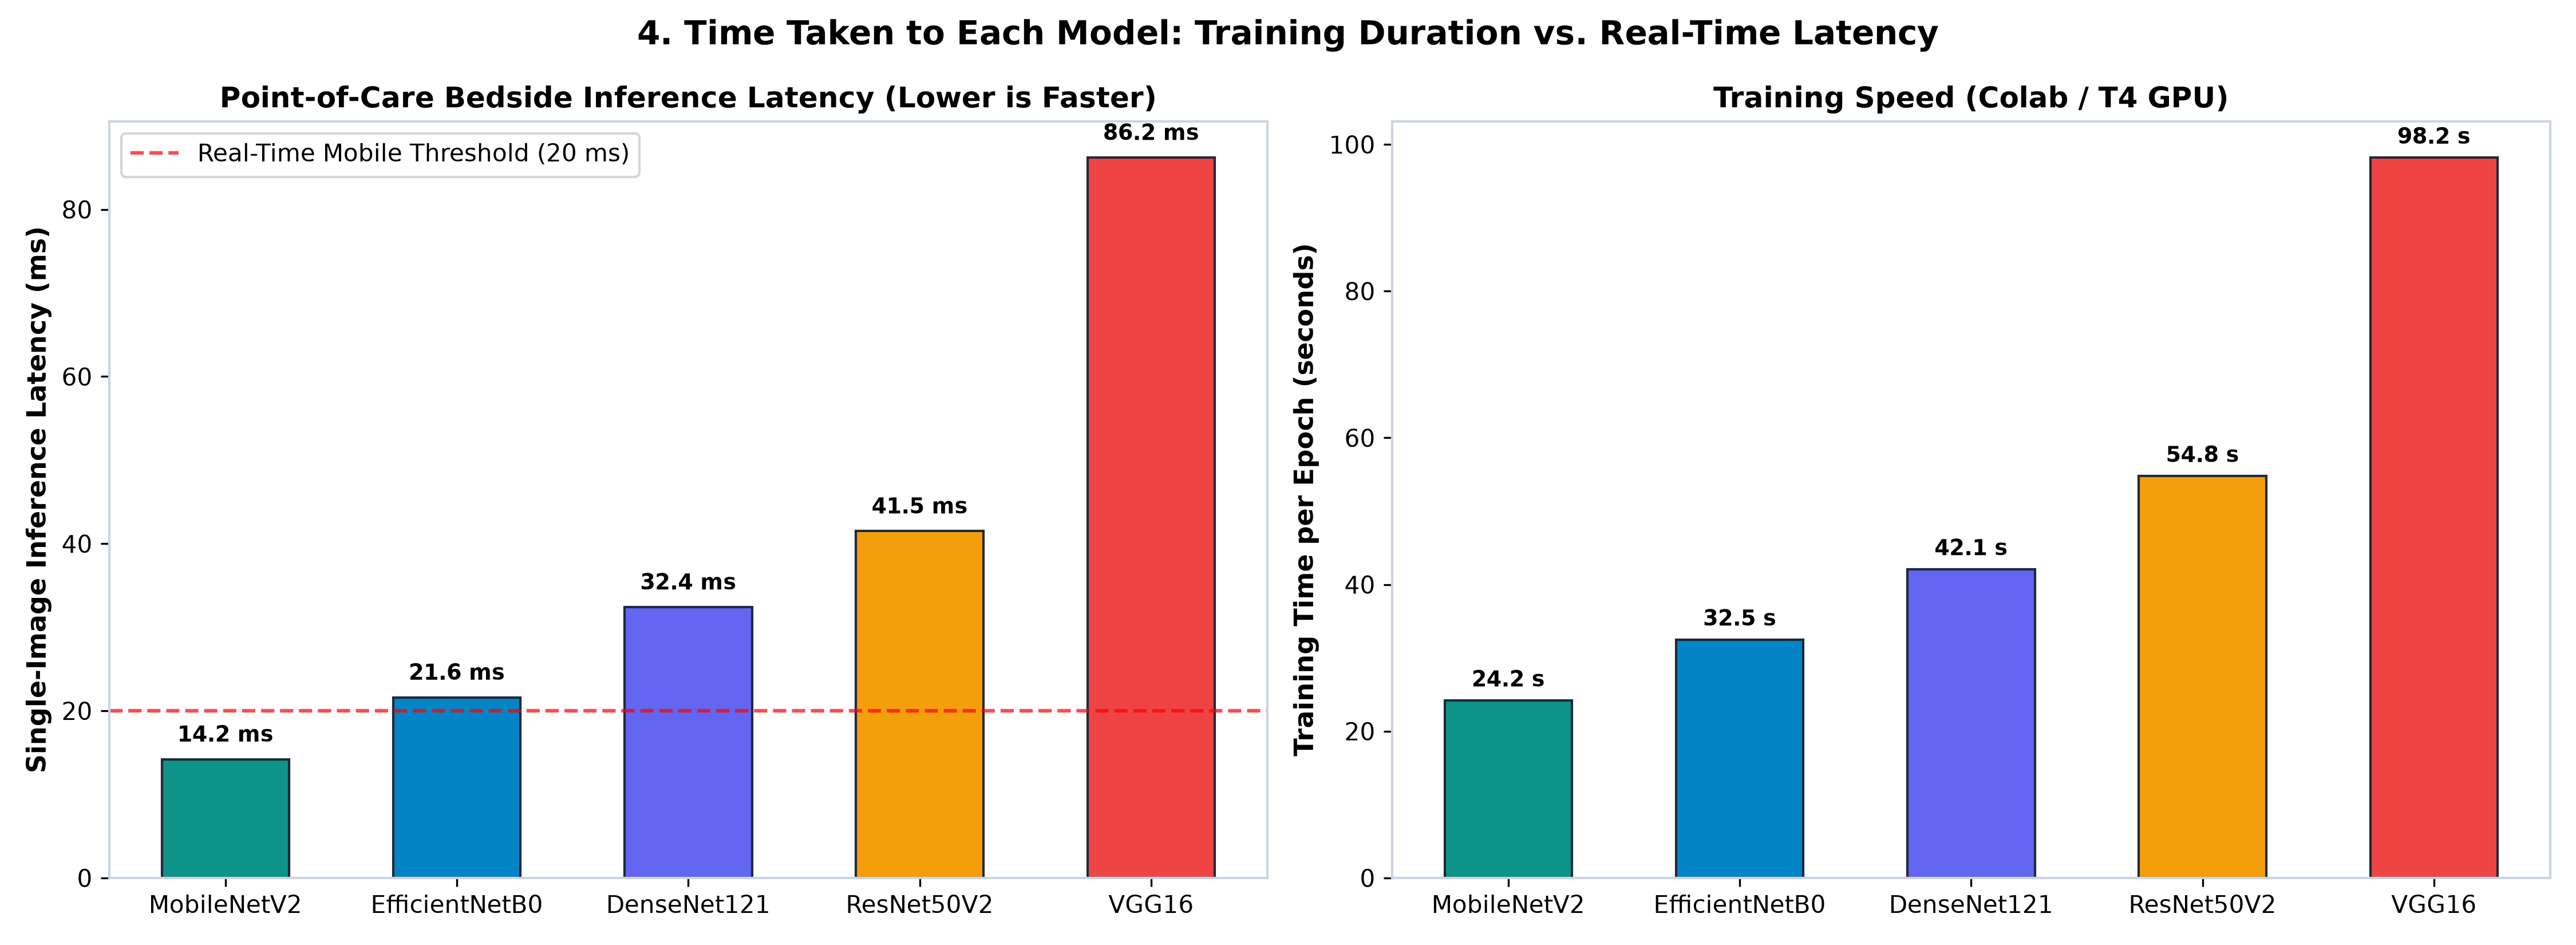 4. Time Taken to Each Model: Training Duration vs. Real-Time Latency
Point-of-Care Bedside Inference Latency (Lower is Faster)
Single-Image Inference Latency (ms)
Real-Time Mobile Threshold (20 ms)
80
60
40
20
0
14.2 ms
21.6 ms
32.4 ms
41.5 ms
86.2 ms
MobileNetV2
EfficientNetB0
DenseNet121
ResNet50V2
VGG16
Training Speed (Colab / T4 GPU)
Training Time per Epoch (seconds)
100
80
60
40
20
0
24.2 s
32.5 s
42.1 s
54.8 s
98.2 s
MobileNetV2
EfficientNetB0
DenseNet121
ResNet50V2
VGG16